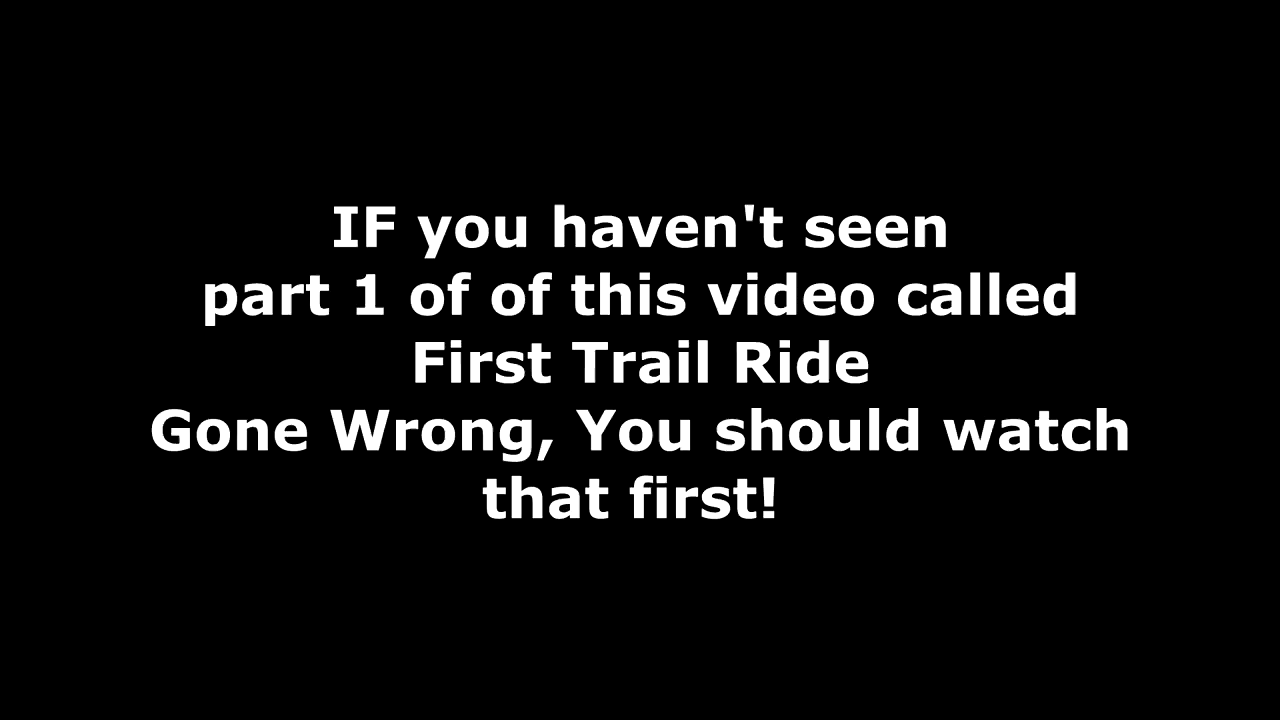 IF you haven't seen
part 1 of of this video called
First Trail Ride
Gone Wrong, You should watch
that first!